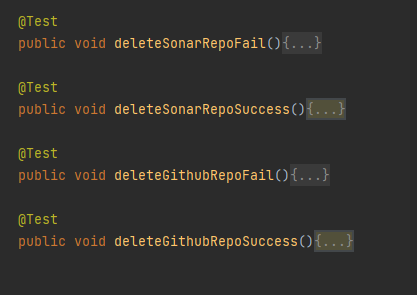 @Test
public void deleteSonarRepoFail(){...}
@Test
public void deleteSonarRepoSuccess(){...}
@Test
public void deleteGithubRepoFail(){...}
@Test
public void deleteGithubRepoSuccess(){...}